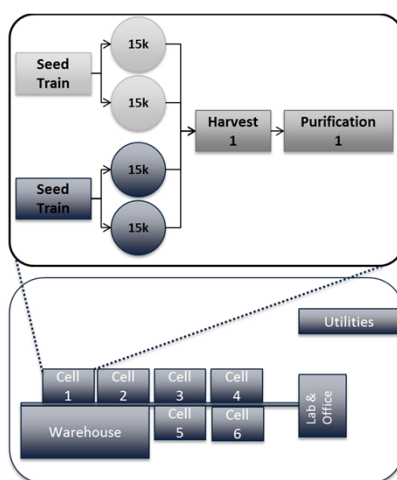 Seed
Train
15k
15k
Harvest
1
Purification
1
Seed
Train
15k
15k
Utilities
Cell
1
Cell
2
Cell
3
Cell
4
Lab &
Office
Warehouse
Cell
5
Cell
6